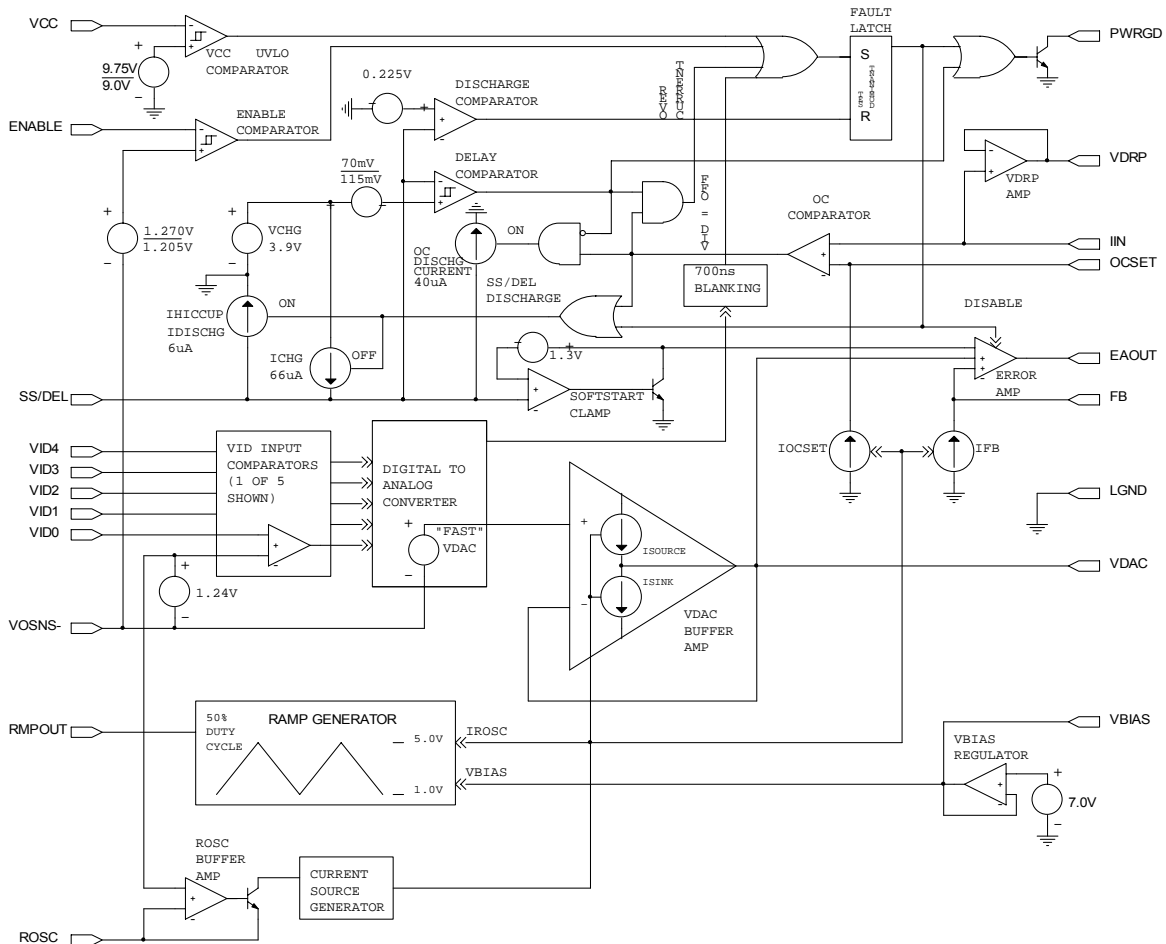 VCC
VCC UVLO
COMPARATOR
9.75V
9.0V
0.225V
DISCHARGE
COMPARATOR
OVER
CURRENT
FAULT
LATCH
S
R
PWRGD
ENABLE
ENABLE
COMPARATOR
70mV
115mV
DELAY
COMPARATOR
VID = OFF
OC
COMPARATOR
VDRP
AMP
VDRP
1.270V
1.205V
VCHG
3.9V
OC
DISCHG
CURRENT
40uA
ON
SS/DEL
DISCHARGE
700ns
BLANKING
IIN
OCSET
DISABLE
IHICCUP
IDISCHG
6uA
ON
ICHG
66uA
OFF
1.3V
SOFTSTART
CLAMP
ERROR
AMP
EAOUT
FB
SS/DEL
VID4
VID3
VID2
VID1
VID0
VID INPUT
COMPARATORS
(1 OF 5
SHOWN)
DIGITAL TO
ANALOG
CONVERTER
"FAST"
VDAC
ISOURCE
ISINK
VDAC
BUFFER
AMP
IOCSET
IFB
LGND
VDAC
1.24V
VOSNS-
RMPOUT
50%
DUTY
CYCLE
RAMP GENERATOR
5.0V
1.0V
IROSC
VBIAS
VBIAS
REGULATOR
VBIAS
7.0V
ROSC
BUFFER
AMP
CURRENT
SOURCE
GENERATOR
ROSC